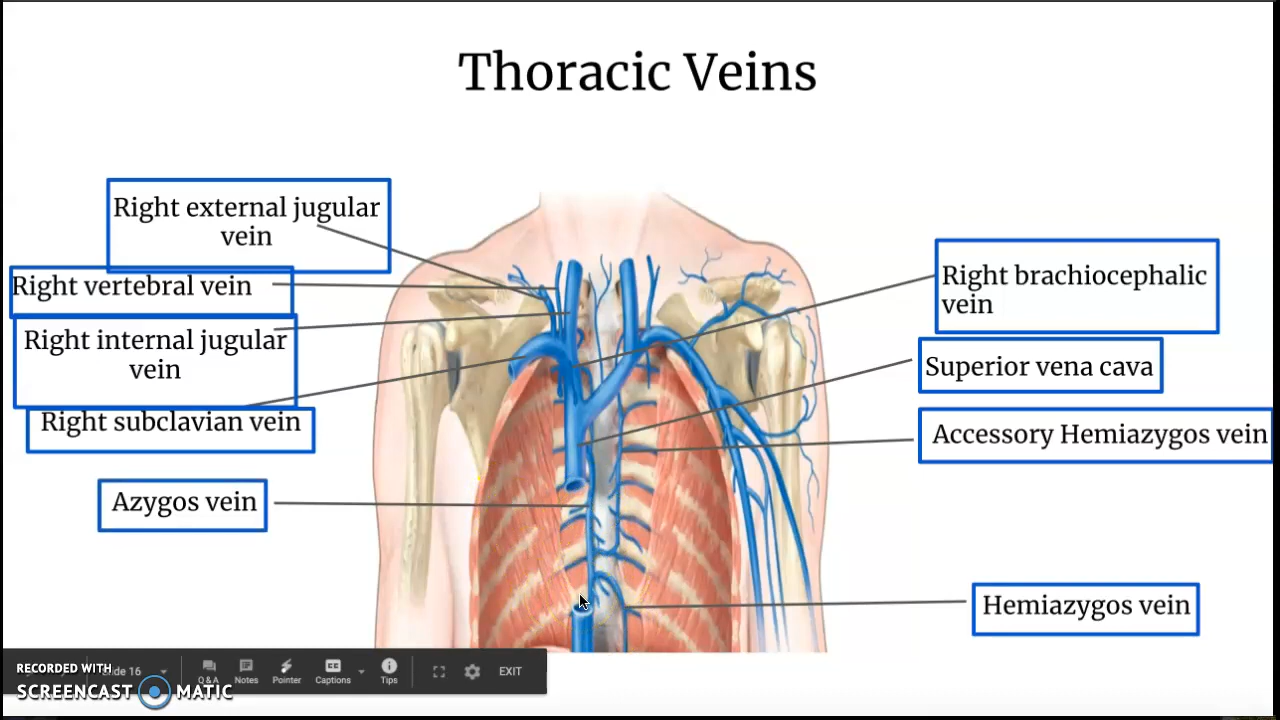 Thoracic Veins
Right external jugular
vein
Right vertebral vein
Right internal jugular
vein
Right subclavian vein
Azygos vein
Right brachiocephalic
vein
Superior vena cava
Accessory Hemiazygos vein
Hemiazygos vein
RECORDED WITH
SCREENCAST MATIC
Slide 16
Q & A
Notes
Pointer
Captions
Tips
EXIT